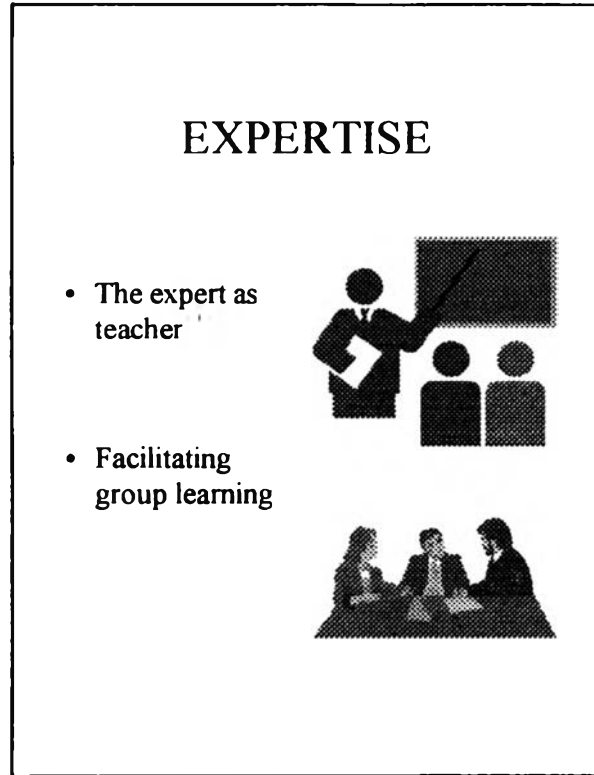 EXPERTISE
• The expert as
teacher
• Facilitating
group learning